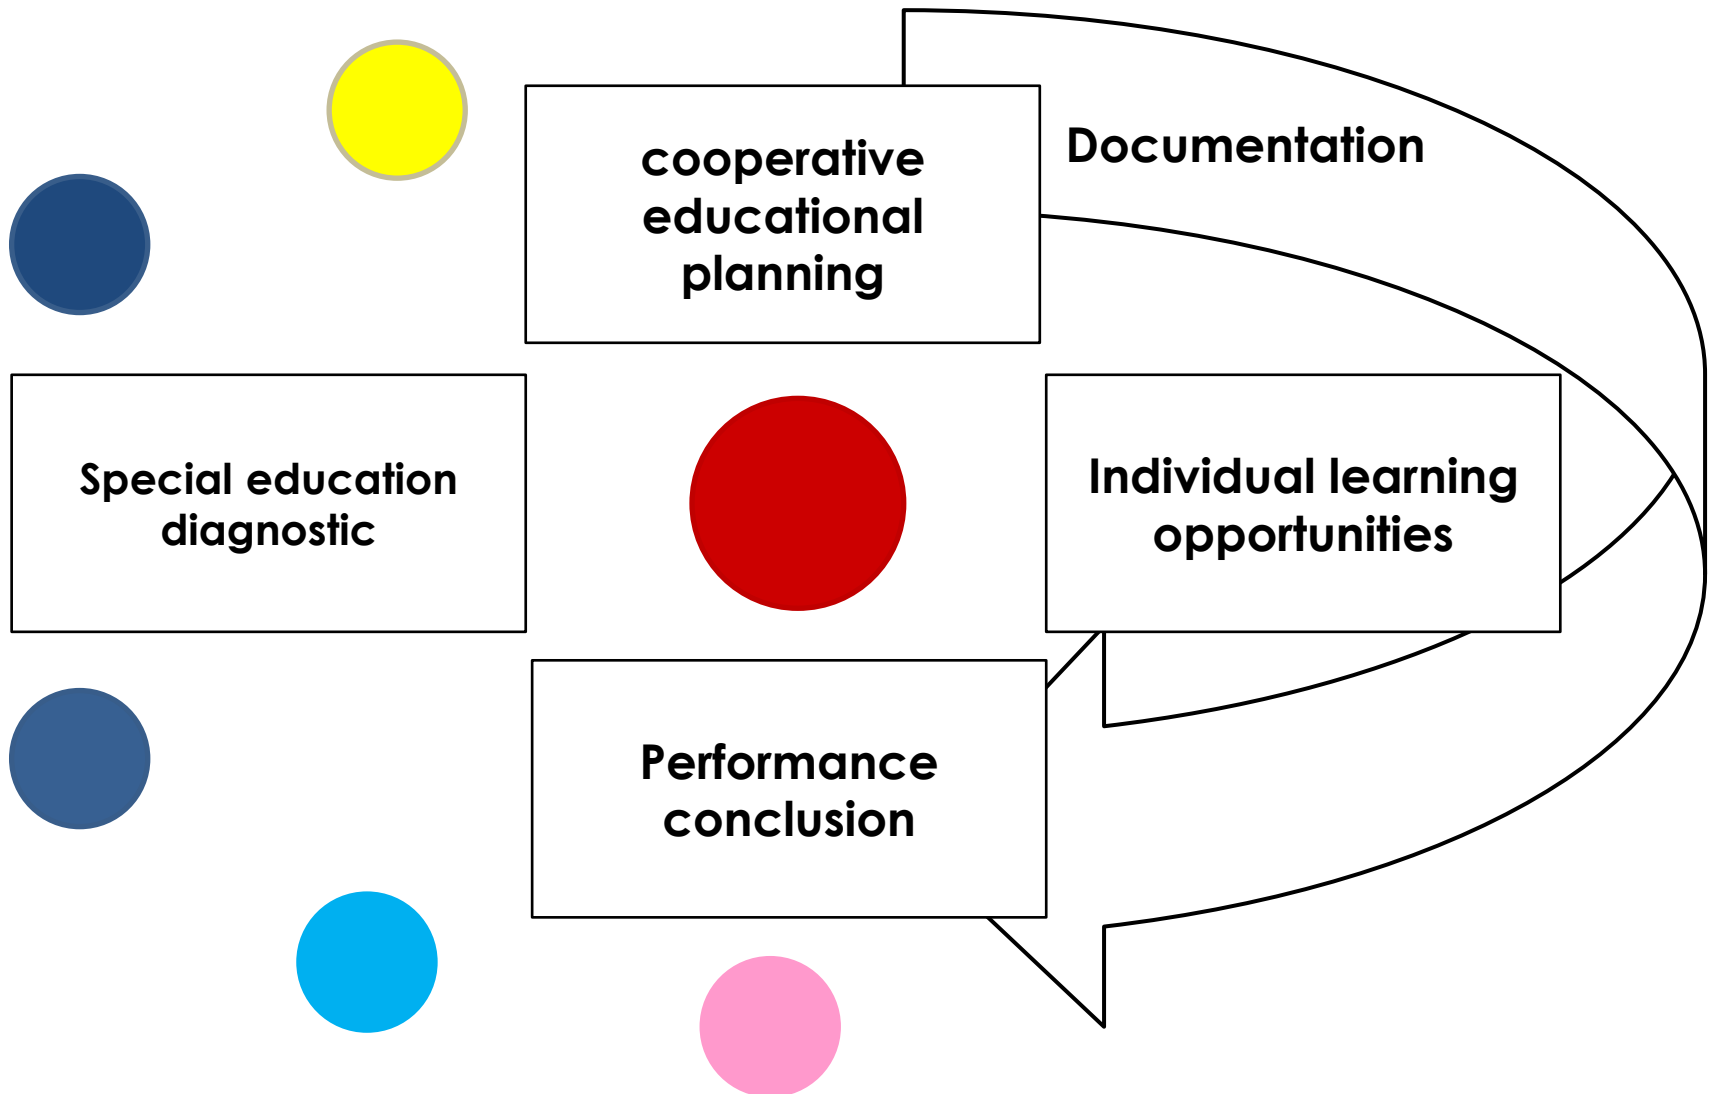 cooperative
educational
planning
Documentation
Special education
diagnostic
Individual learning
opportunities
Performance
conclusion